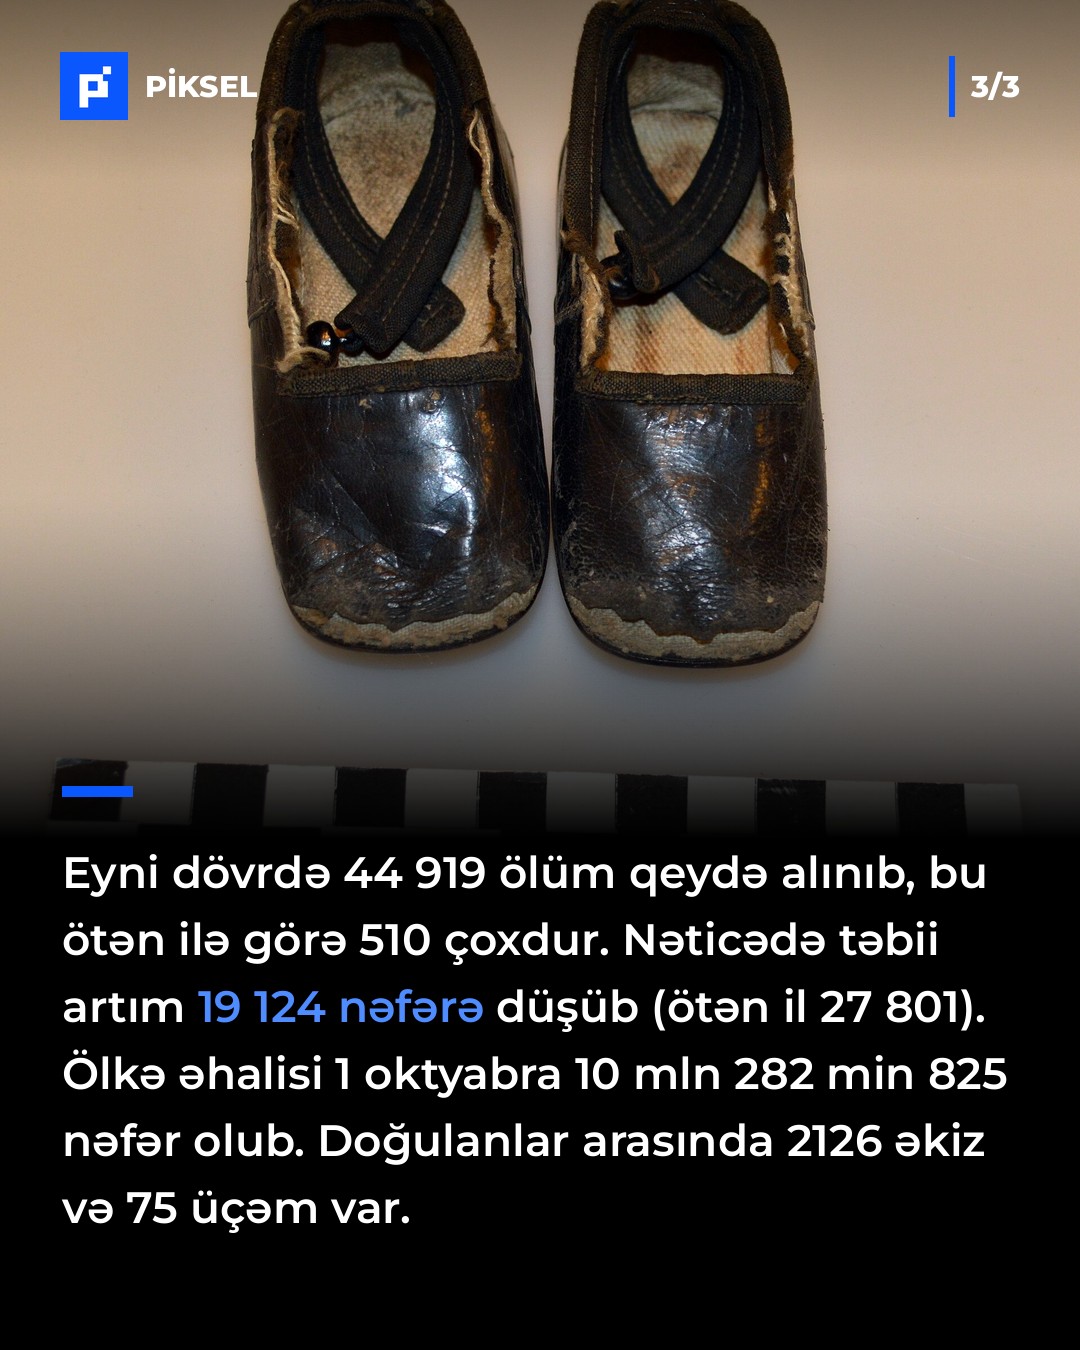 PİKSEL
3/3
Eyni dövrdə 44 919 ölüm qeydə alınıb, bu
ötən ilə görə 510 çoxdur. Nəticədə təbii
artım 19 124 nəfərə düşüb (ötən il 27 801).
Ölkə əhalisi 1 oktyabra 10 mln 282 min 825
nəfər olub. Doğulanlar arasında 2126 əkiz
və 75 üçəm var.